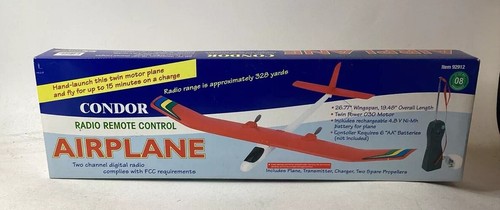 CONDOR AIRPLANE
Item 92912
08
Hand-launch this twin motor plane
and fly for up to 15 minutes on a charge
Radio range is approximately 328 yards
CONDOR
RADIO REMOTE CONTROL
AIRPLANE
Two channel digital radio
complies with FCC requirements
• 26.77" Wingspan, 19.48" Overall Length
• Twin Power 030 Motor
• Includes rechargeable 4.8 V Ni-Mh
Battery for plane
• Controller Requires 6 "AA" Batteries
(not included)
Includes Plane, Transmitter, Charger, Two Spare Propellers